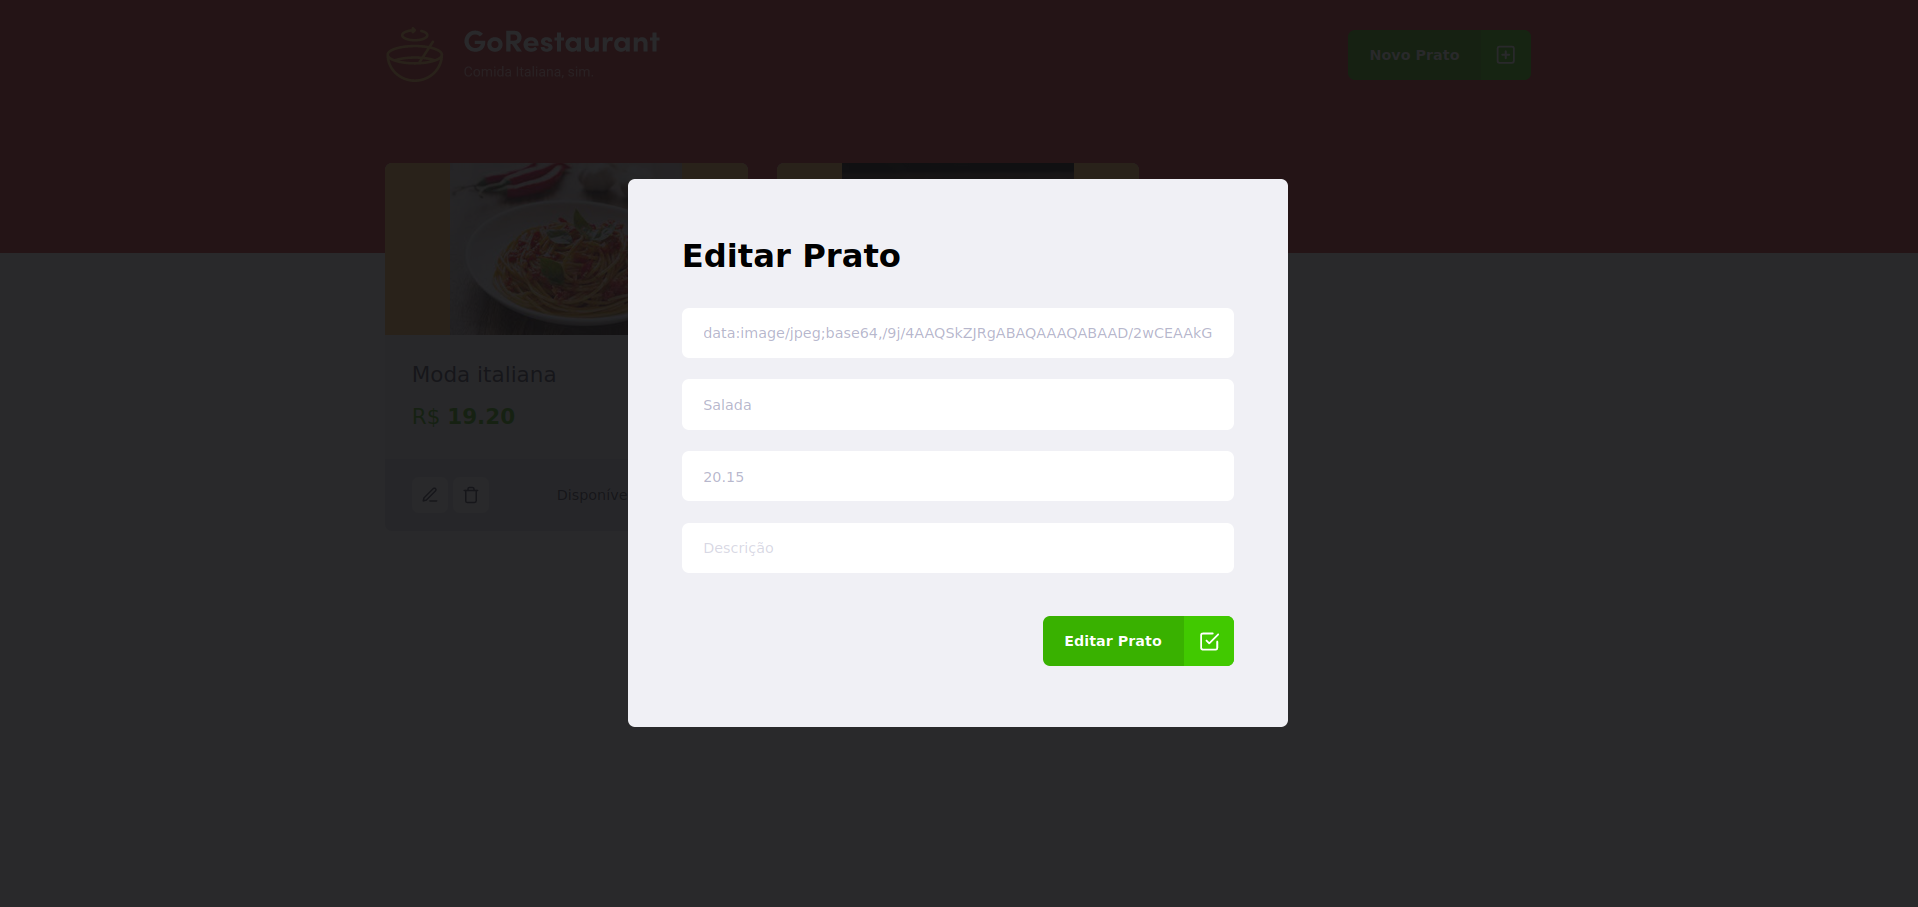 GoRestaurant
Comida italiana, sim
Novo Prato
Moda italiana
R$ 19.20
Editar Prato
data:image/jpeg;base64,/9j/4AAQSkZJRgABAQAAAQABAAD/2wCEAAkG
Salada
20.15
Descrição
Editar Prato